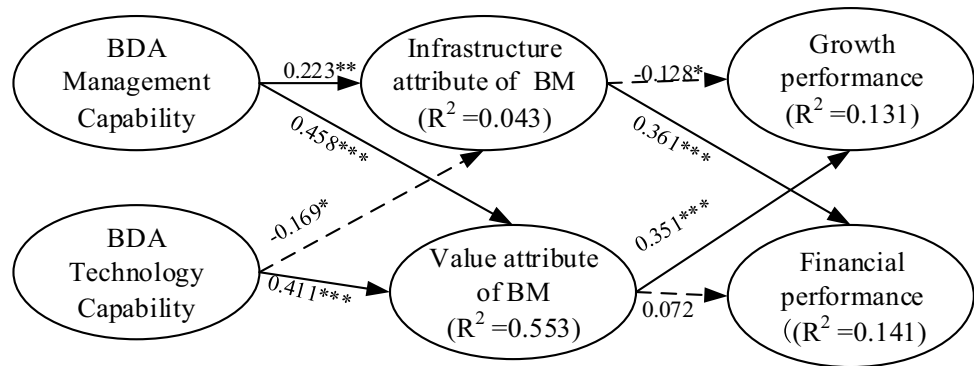 BDA
Management
Capability
0.223**
0.458***
Infrastructure
attribute of BM
(R² =0.043)
-0.128*
0.361***
Growth
performance
(R² =0.131)
BDA
Technology
Capability
-0.169*
0.411***
Value attribute
of BM
(R² =0.553)
0.351***
0.072
Financial
performance
（(R² =0.141)